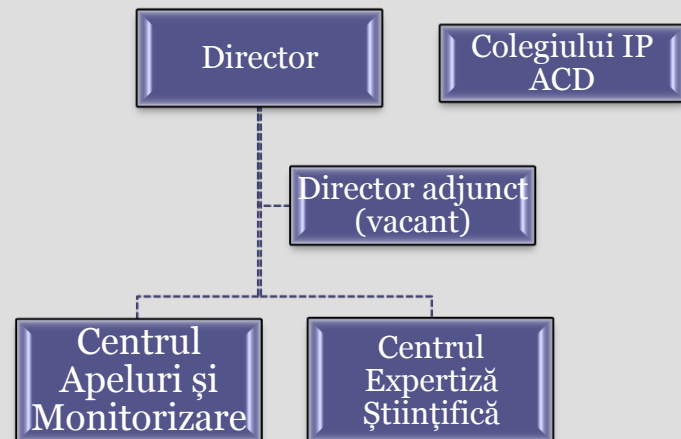 Director
Colegiului IP
ACD
Director adjunct
(vacant)
Centrul
Apeluri și
Monitorizare
Centrul
Expertiză
Științifică